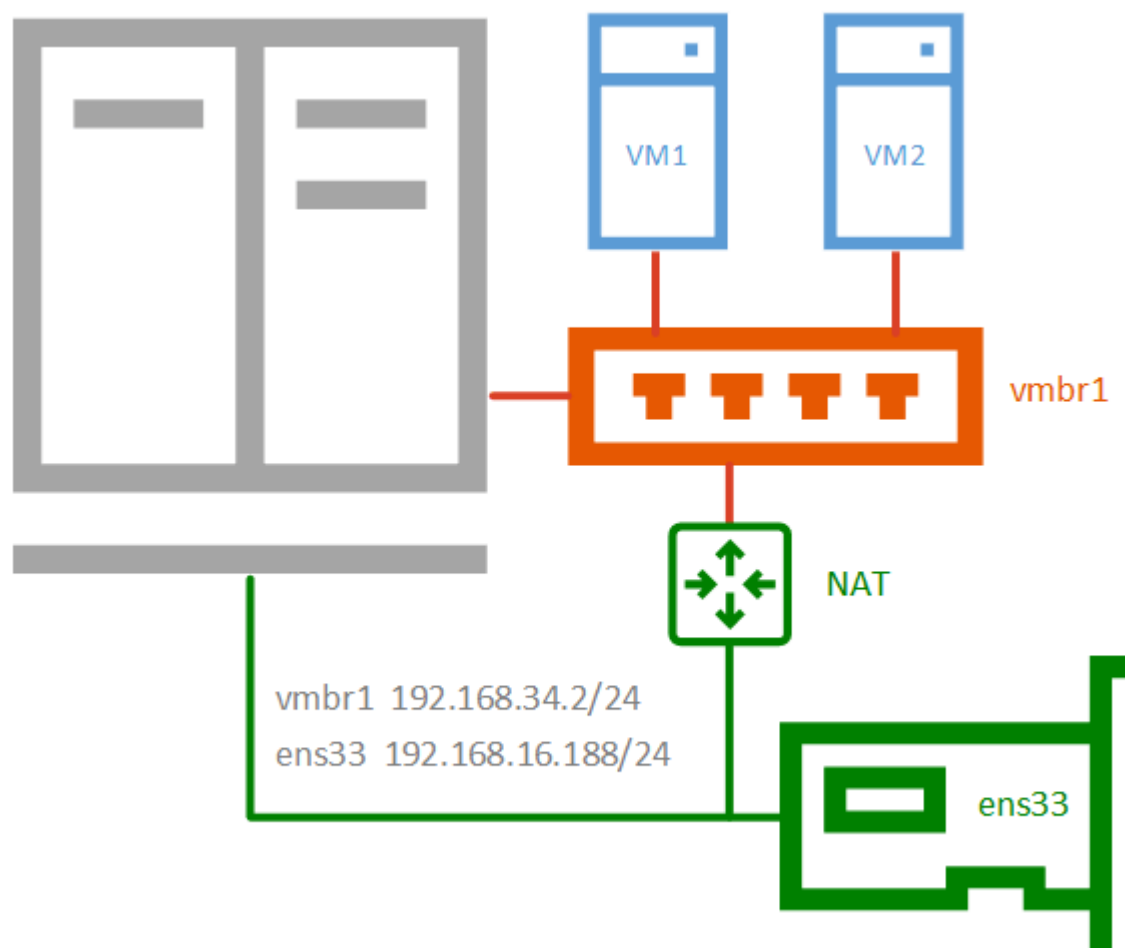 VM1
VM2
vmbr1
NAT
vmbr1 192.168.34.2/24
ens33 192.168.16.188/24
ens33